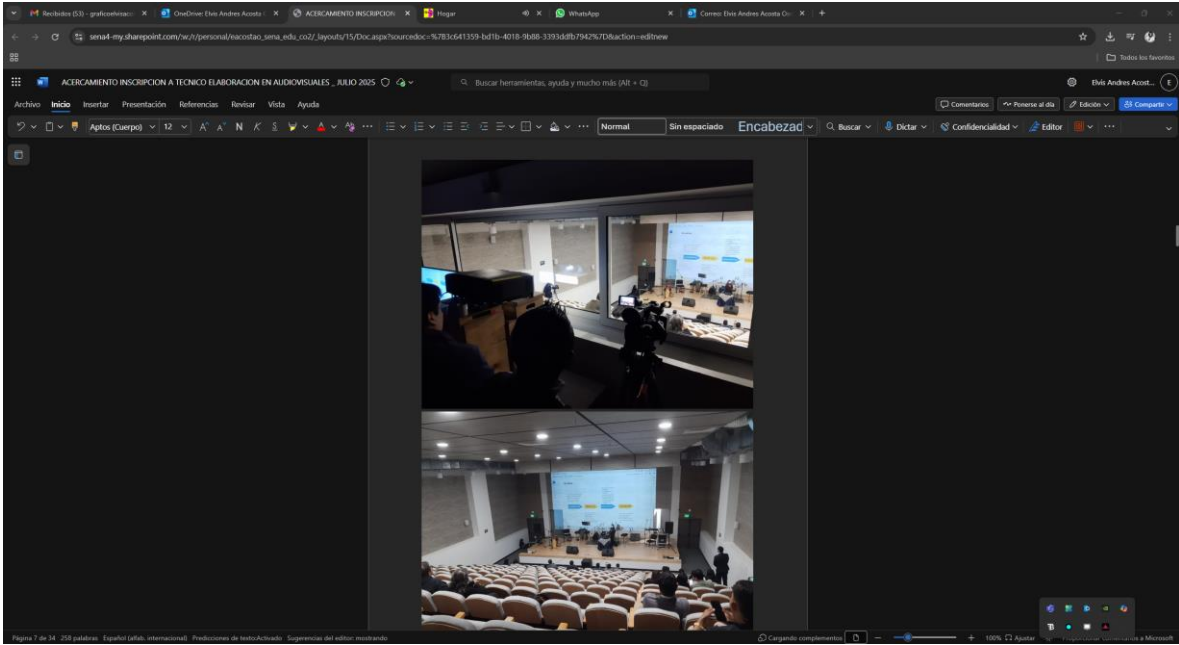 Recibidos (53) - graficoelvisaco
OneDrive: Elvis Andres Acosta
ACERCAMIENTO INSCRIPCION
Hogar
WhatsApp
Correo: Elvis Andres Acosta
sena4-my.sharepoint.com/:w:/r/personal/eacostao_sena_edu_co2/_layouts/15/Doc.aspx?sourcedoc=%7B3c641359-bd1b-4018-9b88-3393ddfb7942%7D&action=editnew
Todos los favoritos
ACERCAMIENTO INSCRIPCION A TECNICO ELABORACION EN AUDIOVISUALES _ JULIO 2025
Buscar herramientas, ayuda y mucho más (Alt + Q)
Elvis Andres Acost... E
Archivo Inicio Insertar Presentación Referencias Revisar Vista Ayuda
Comentarios Ponerse al día Edición Compartir
Aptos (Cuerpo) 12 N K S Normal Sin espaciado Encabezad Buscar Dictar Confidencialidad Editor
Página 7 de 34 258 palabras Español (alfab. internacional) Predicciones de texto:Activado Sugerencias del editor: mostrando
Cargando complementos 100% Ajustar a Microsoft